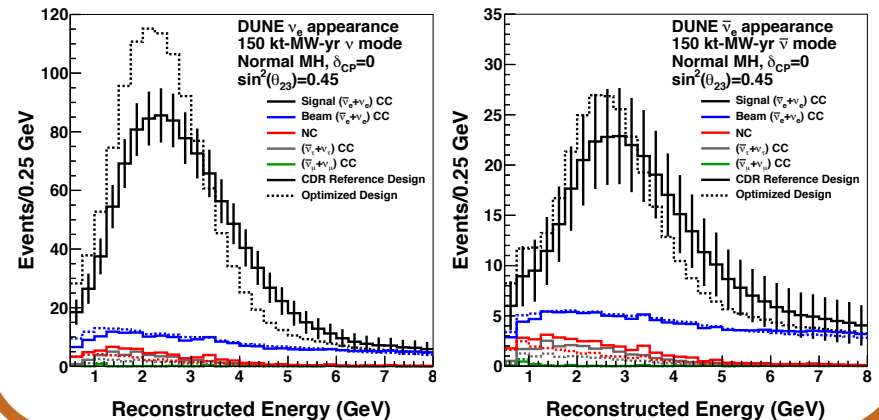 DUNE νe appearance
150 kt-MW-yr ν mode
Normal MH, δCP=0
sin²(θ23)=0.45
Signal (ν̅e+νe) CC
Beam (ν̅e+νe) CC
NC
(ν̅τ+ντ) CC
(ν̅μ+νμ) CC
CDR Reference Design
Optimized Design
Events/0.25 GeV
120
100
80
60
40
20
0
1 2 3 4 5 6 7 8
Reconstructed Energy (GeV)
DUNE ν̅e appearance
150 kt-MW-yr ν̅ mode
Normal MH, δCP=0
sin²(θ23)=0.45
Signal (ν̅e+νe) CC
Beam (ν̅e+νe) CC
NC
(ν̅τ+ντ) CC
(ν̅μ+νμ) CC
CDR Reference Design
Optimized Design
Events/0.25 GeV
35
30
25
20
15
10
5
0
1 2 3 4 5 6 7 8
Reconstructed Energy (GeV)